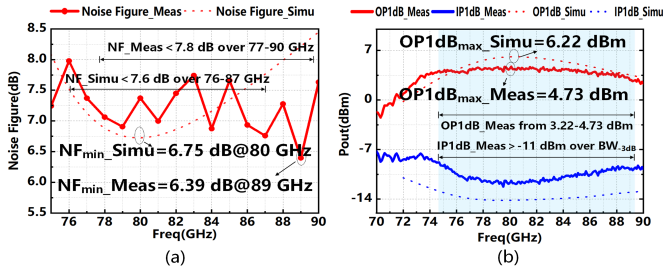 Noise Figure_Meas Noise Figure_Simu
8.5
8.0
7.5
7.0
6.5
6.0
5.5
Noise Figure(dB)
NF_Meas<7.8 dB over 77-90 GHz
NF_Simu<7.6 dB over 76-87 GHz
NFmin_Simu=6.75 dB@80 GHz
NFmin_Meas=6.39 dB@89 GHz
76 78 80 82 84 86 88 90
Freq(GHz)
(a)
OP1dB_Meas IP1dB_Meas OP1dB_Simu IP1dB_Simu
7
0
-14
Pout(dBm)
OP1dBmax_Simu=6.22 dBm
OP1dBmax_Meas=4.73 dBm
OP1dB_Meas from 3.22-4.73 dBm
IP1dB_Meas>-11 dBm over BW-3dB
70 72 74 76 78 80 82 84 86 88 90
Freq(GHz)
(b)